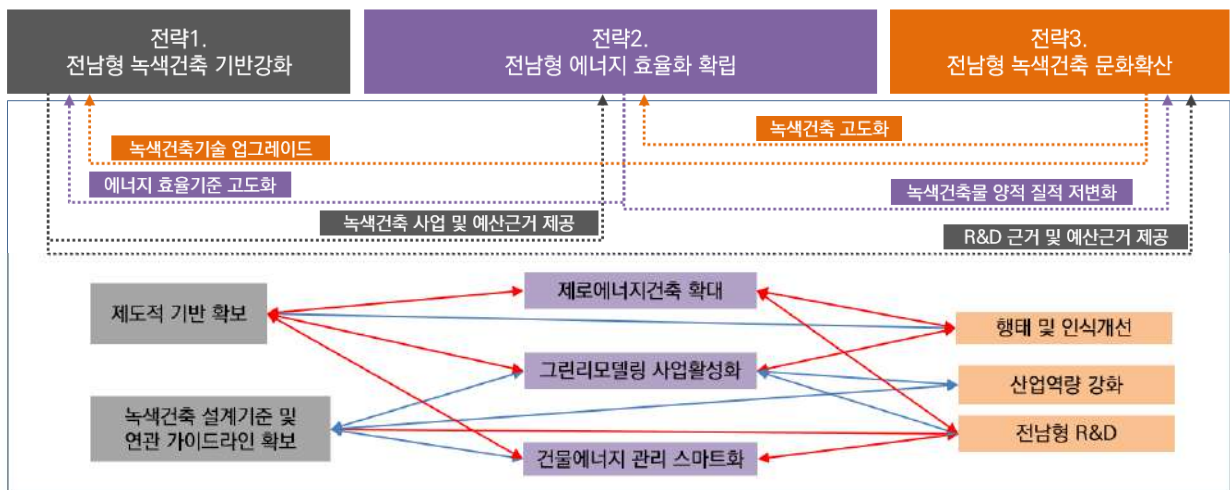 전략1.
전남형 녹색건축 기반강화
전략2.
전남형 에너지 효율화 확립
전략3.
전남형 녹색건축 문화확산
녹색건축 고도화
녹색건축기술 업그레이드
에너지 효율기준 고도화
녹색건축물 양적 질적 저변화
녹색건축 사업 및 예산근거 제공
R&D 근거 및 예산근거 제공
제로에너지건축 확대
제도적 기반 확보
행태 및 인식개선
그린리모델링 사업활성화
산업역량 강화
녹색건축 설계기준 및
연관 가이드라인 확보
전남형 R&D
건물에너지 관리 스마트화